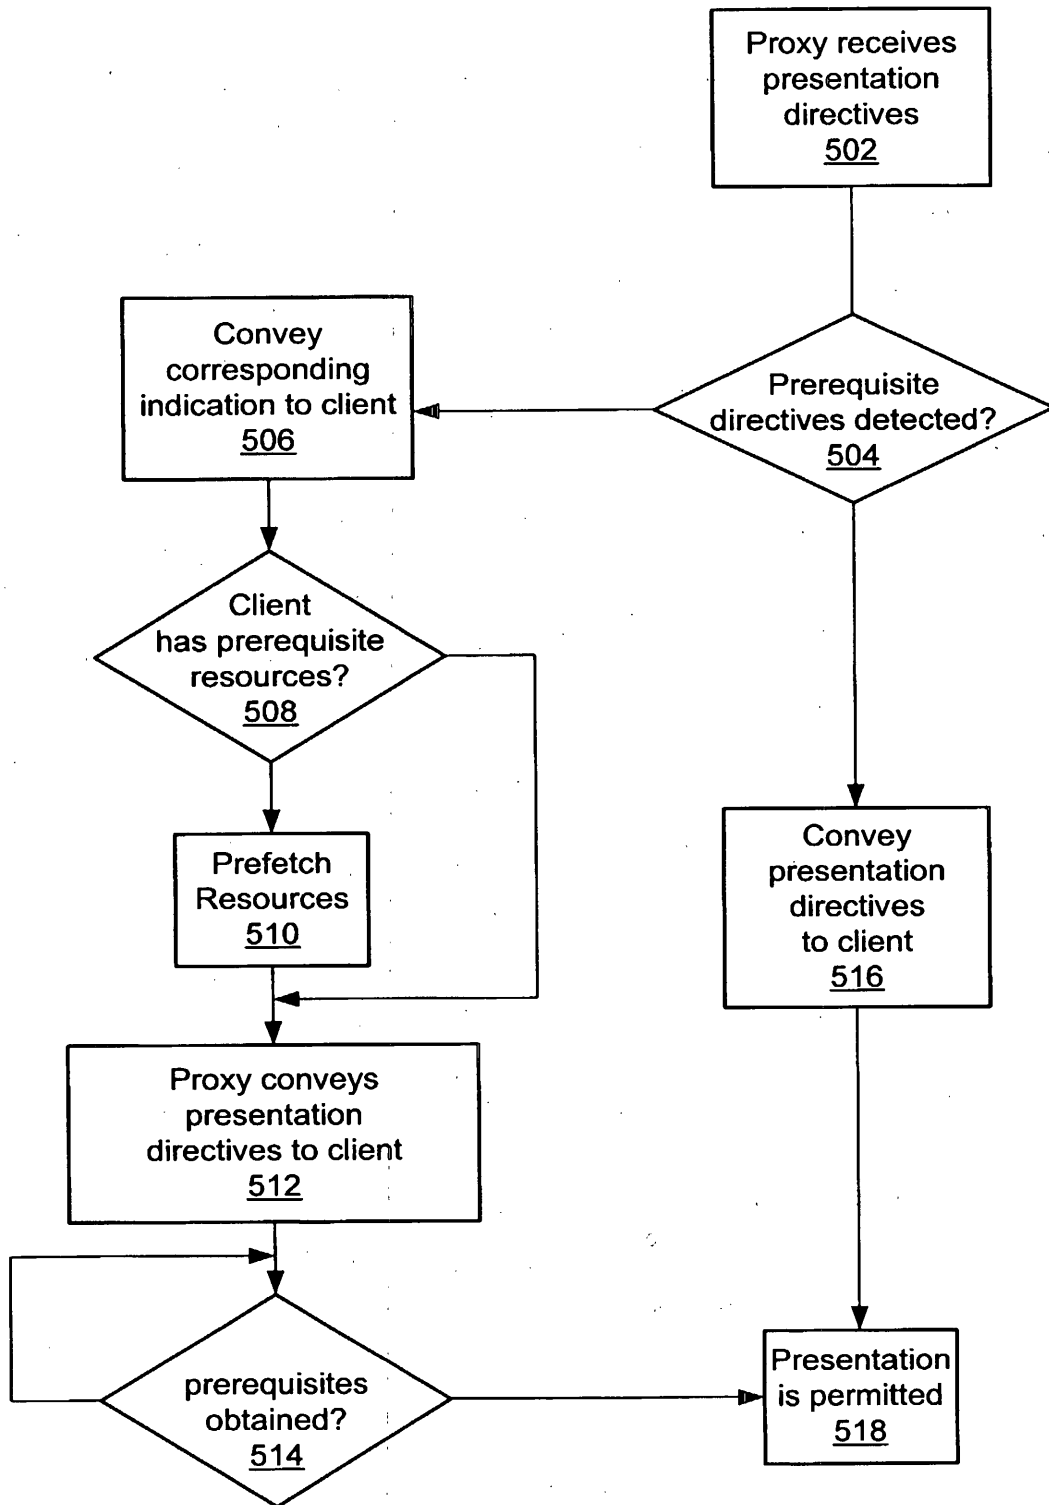 Proxy receives
presentation
directives
502
Prerequisite
directives detected?
504
Convey
corresponding
indication to client
506
Client
has prerequisite
resources?
508
Prefetch
Resources
510
Proxy conveys
presentation
directives to client
512
prerequisites
obtained?
514
Convey
presentation
directives
to client
516
Presentation
is permitted
518